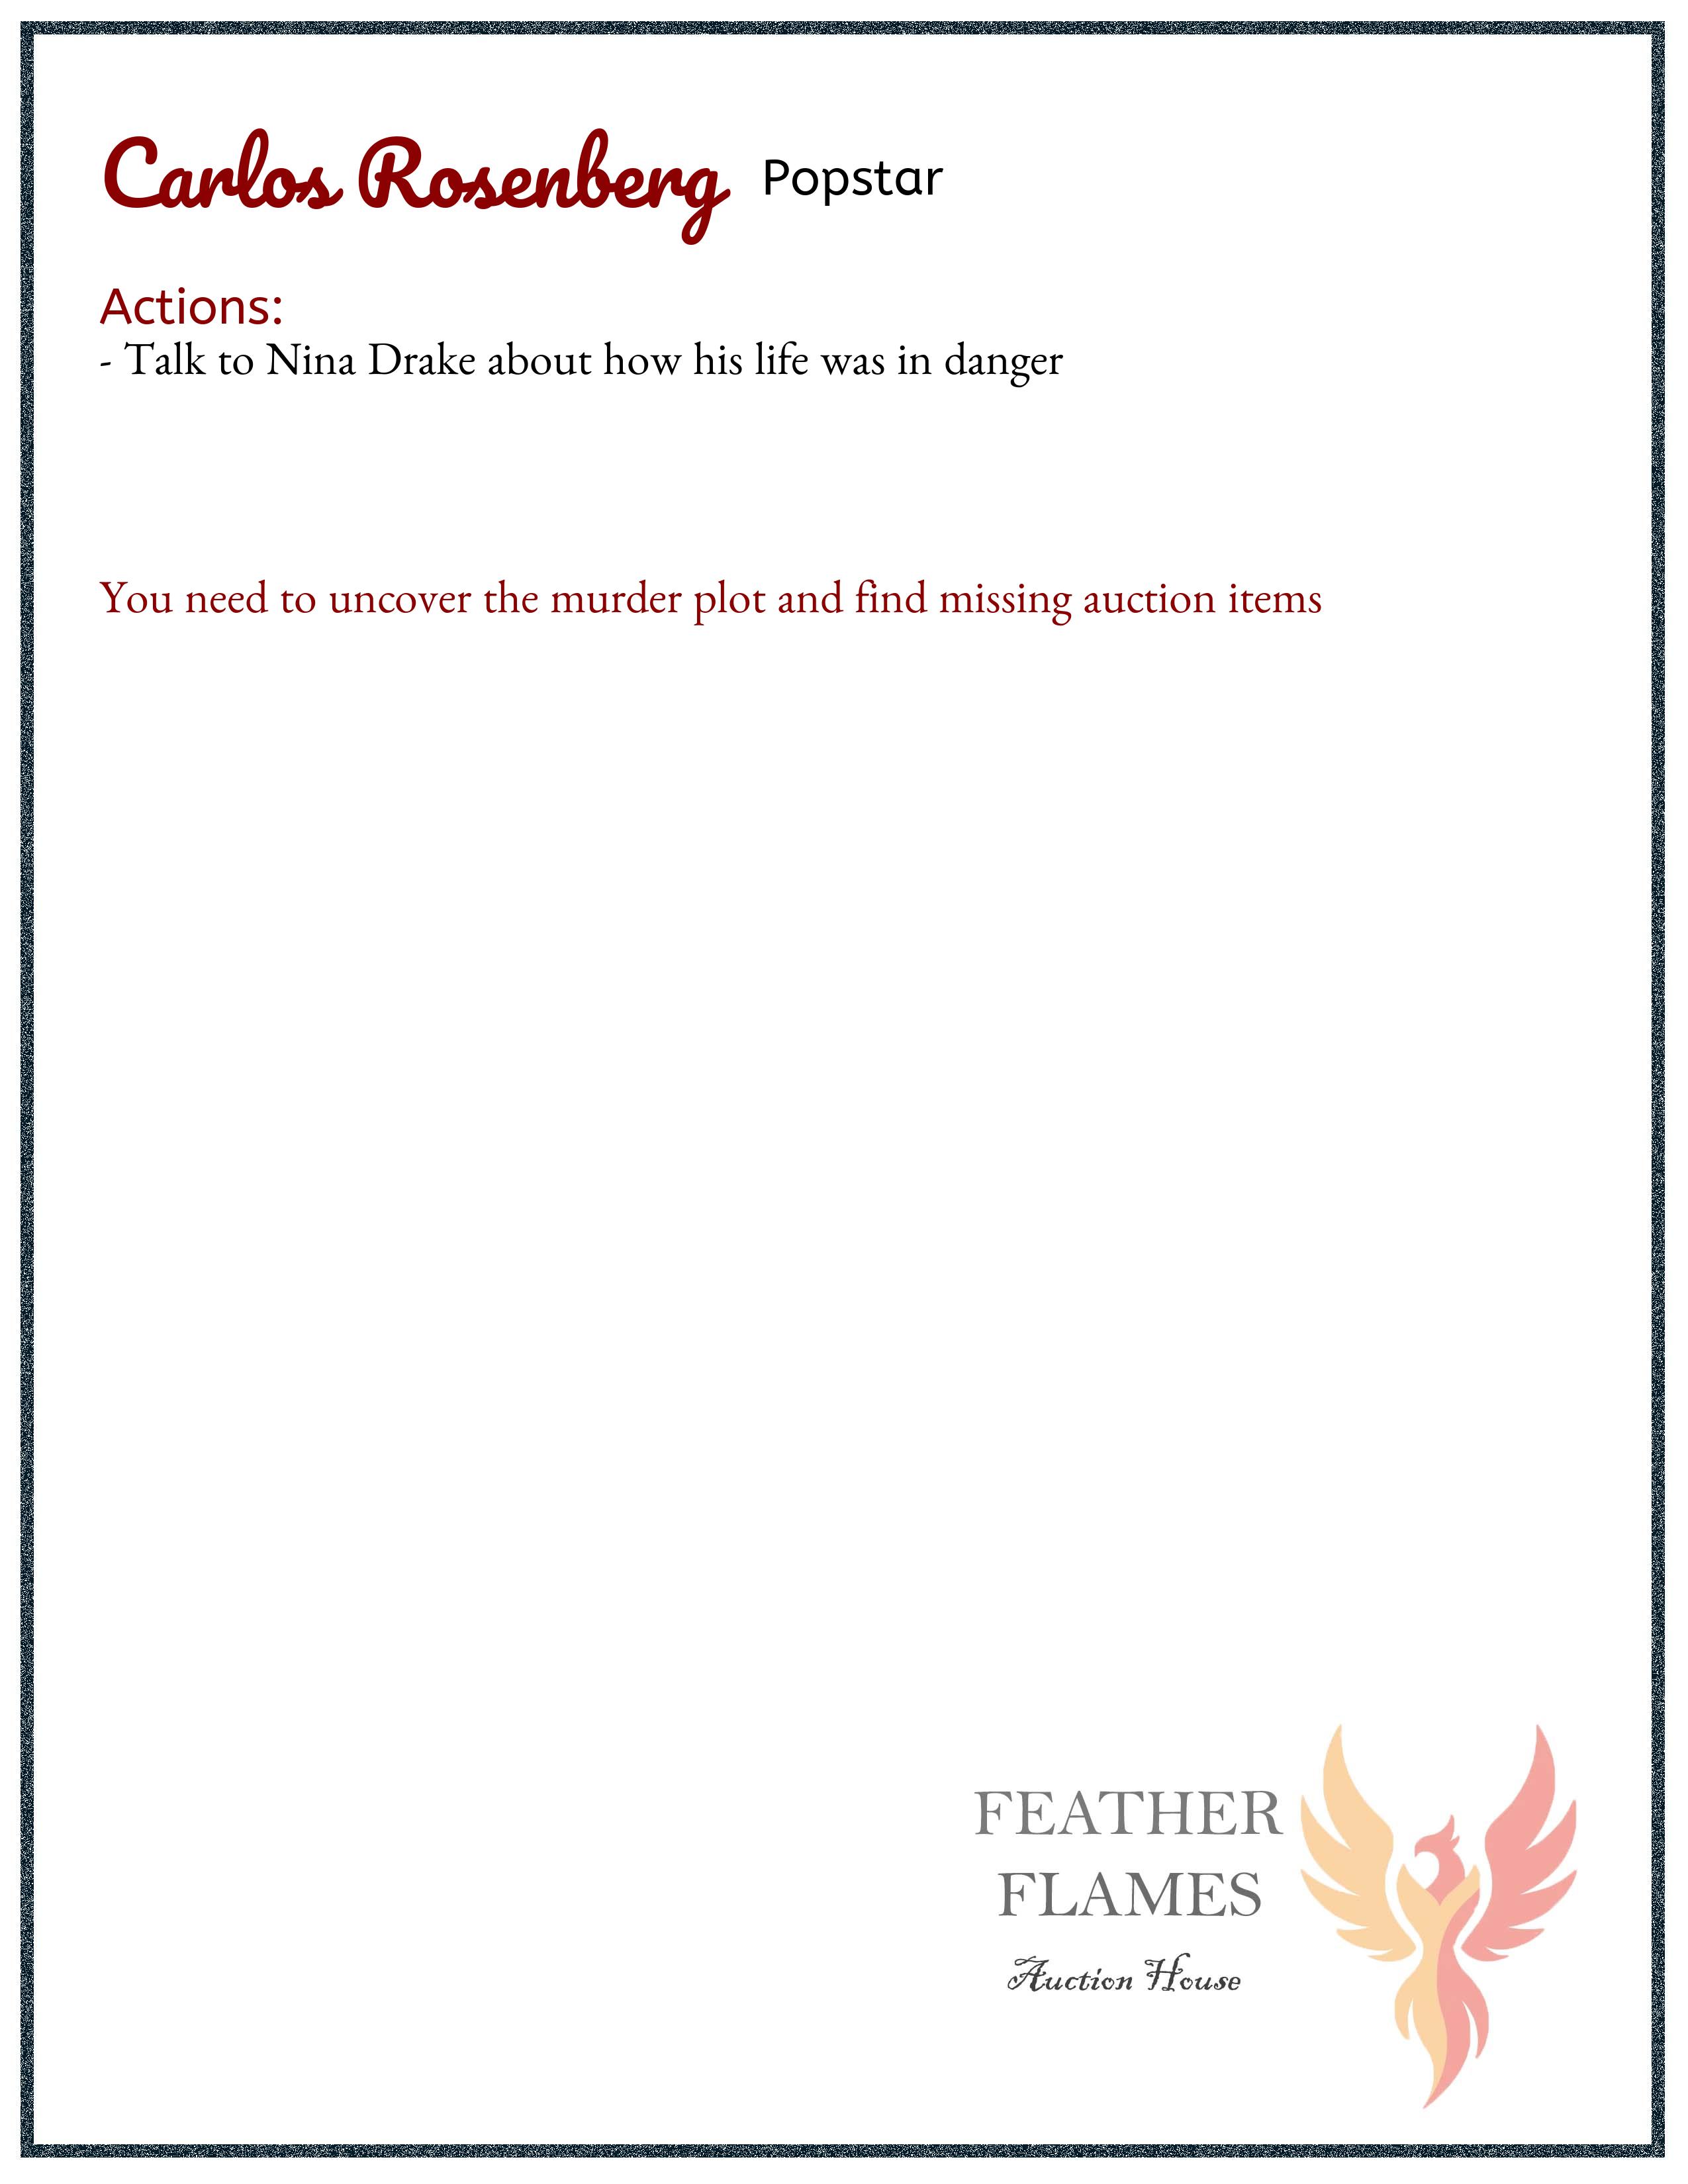 Carlos Rosenberg Popstar
Actions:
- Talk to Nina Drake about how his life was in danger
You need to uncover the murder plot and find missing auction items
FEATHER
FLAMES
Auction House